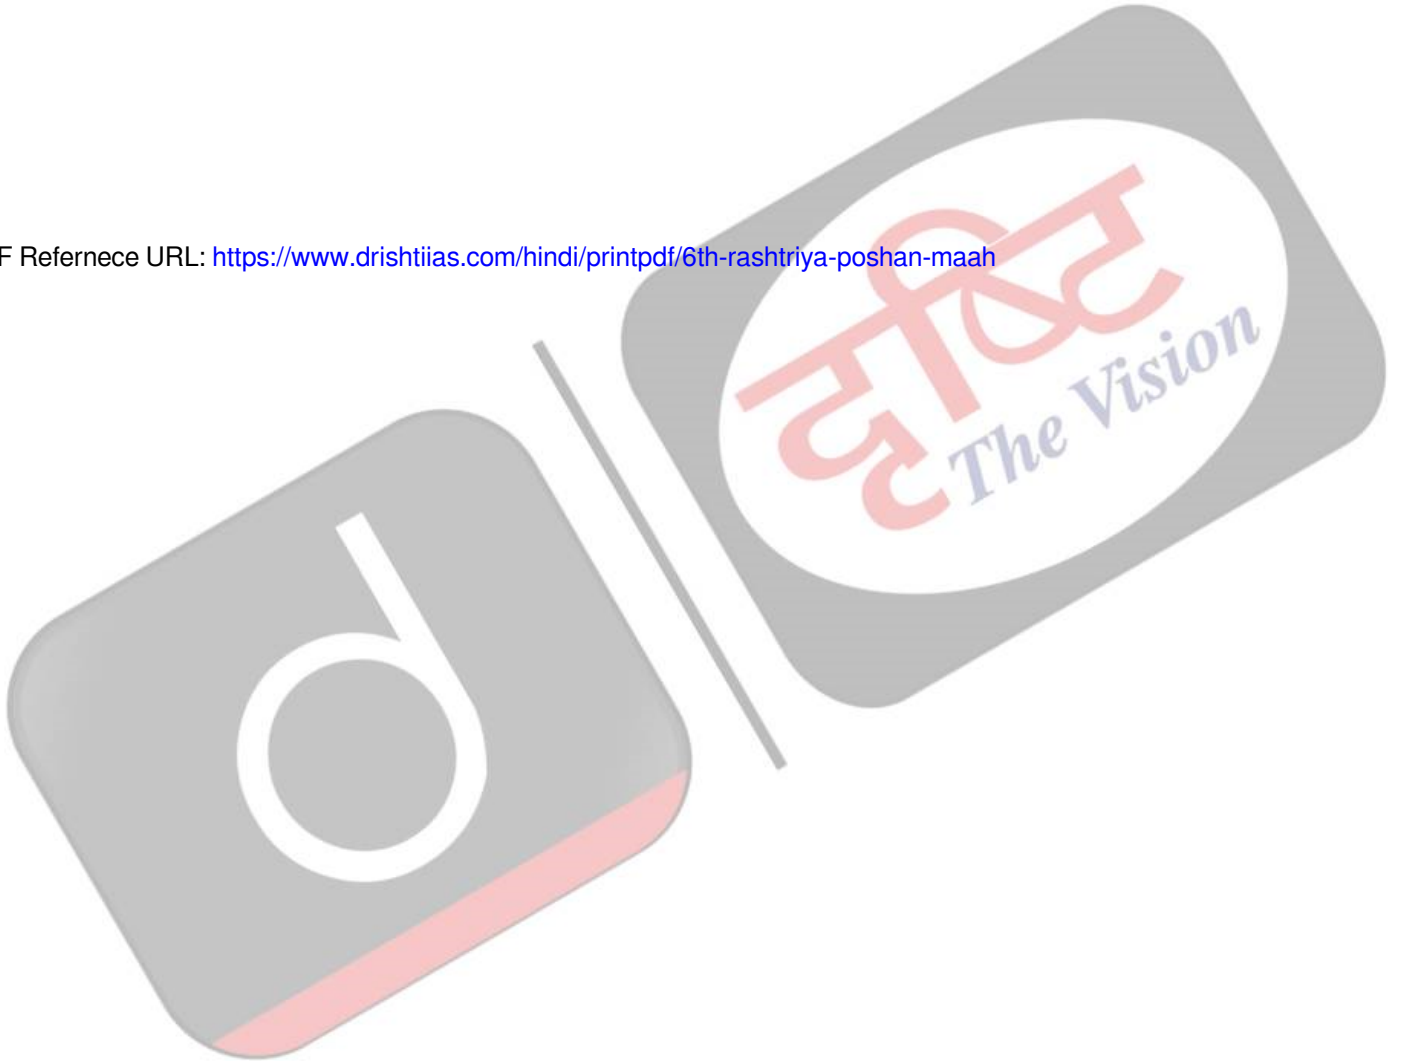 F Refernece URL: https://www.drishtiias.com/hindi/printpdf/6th-rashtriya-poshan-maah
दृष्टि
The Vision
d